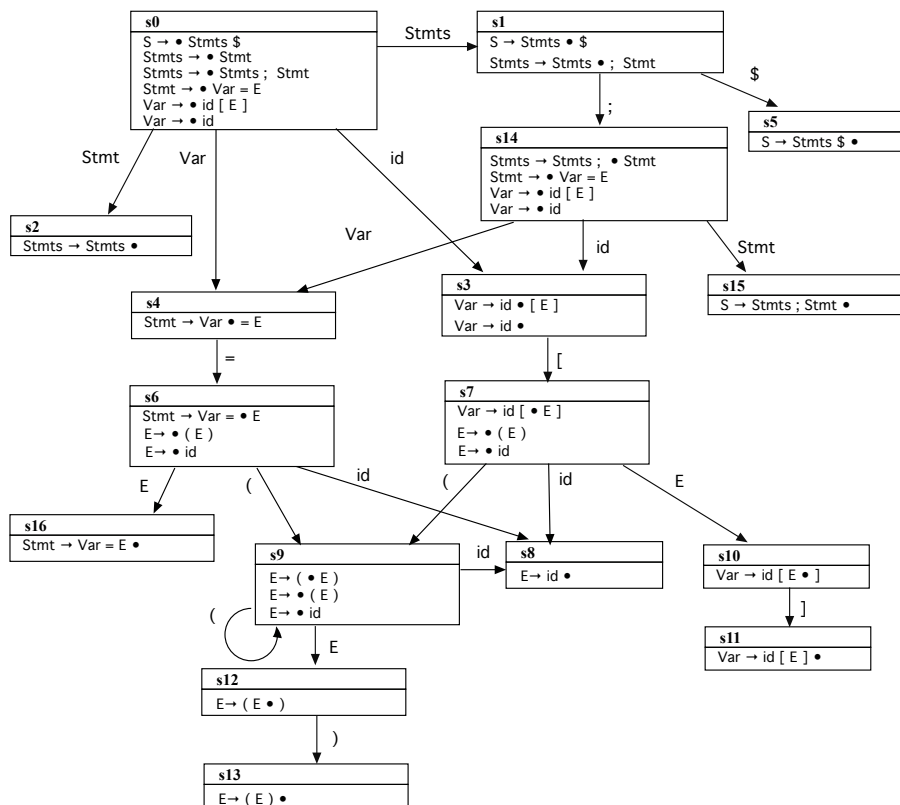 s0
S → • Stmts $
Stmts → • Stmt
Stmts → • Stmts ; Stmt
Stmt → • Var = E
Var → • id [ E ]
Var → • id
Stmts
s1
S → Stmts • $
Stmts → Stmts • ; Stmt
$
;
s5
S → Stmts $ •
s14
Stmts → Stmts ; • Stmt
Stmt → • Var = E
Var → • id [ E ]
Var → • id
Stmt
Var
id
s2
Stmts → Stmts •
Var
id
Stmt
s4
Stmt → Var • = E
s3
Var → id • [ E ]
Var → id •
s15
S → Stmts ; Stmt •
=
[
s6
Stmt → Var = • E
E → • ( E )
E → • id
s7
Var → id [ • E ]
E → • ( E )
E → • id
E
(
id
(
id
E
s16
Stmt → Var = E •
s9
E → ( • E )
E → • ( E )
E → • id
id
s8
E → id •
s10
Var → id [ E • ]
(
E
]
s11
Var → id [ E ] •
s12
E → ( E • )
)
s13
E → ( E ) •